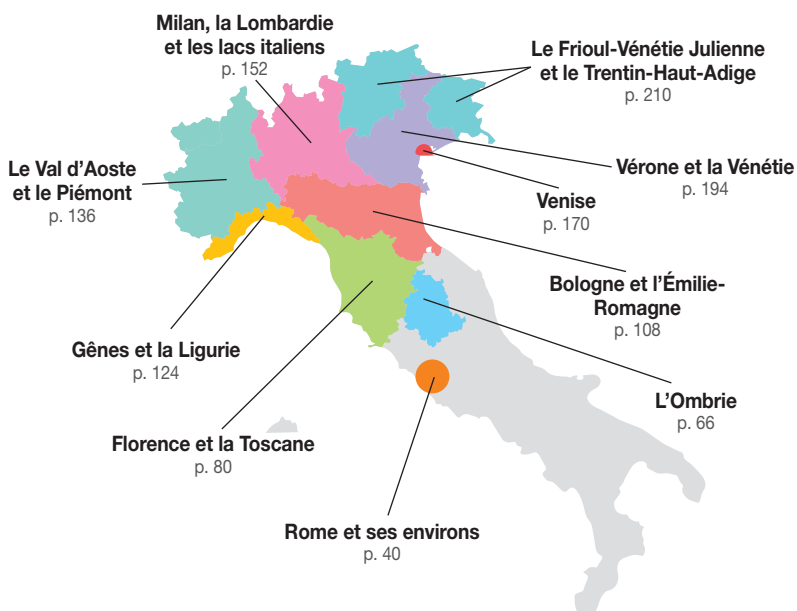 Milan, la Lombardie
et les lacs italiens
p. 152
Le Frioul-Vénétie Julienne
et le Trentin-Haut-Adige
p. 210
Le Val d’Aoste
et le Piémont
p. 136
Vérone et la Vénétie
p. 194
Venise
p. 170
Bologne et l’Émilie-
Romagne
p. 108
Gênes et la Ligurie
p. 124
L’Ombrie
p. 66
Florence et la Toscane
p. 80
Rome et ses environs
p. 40